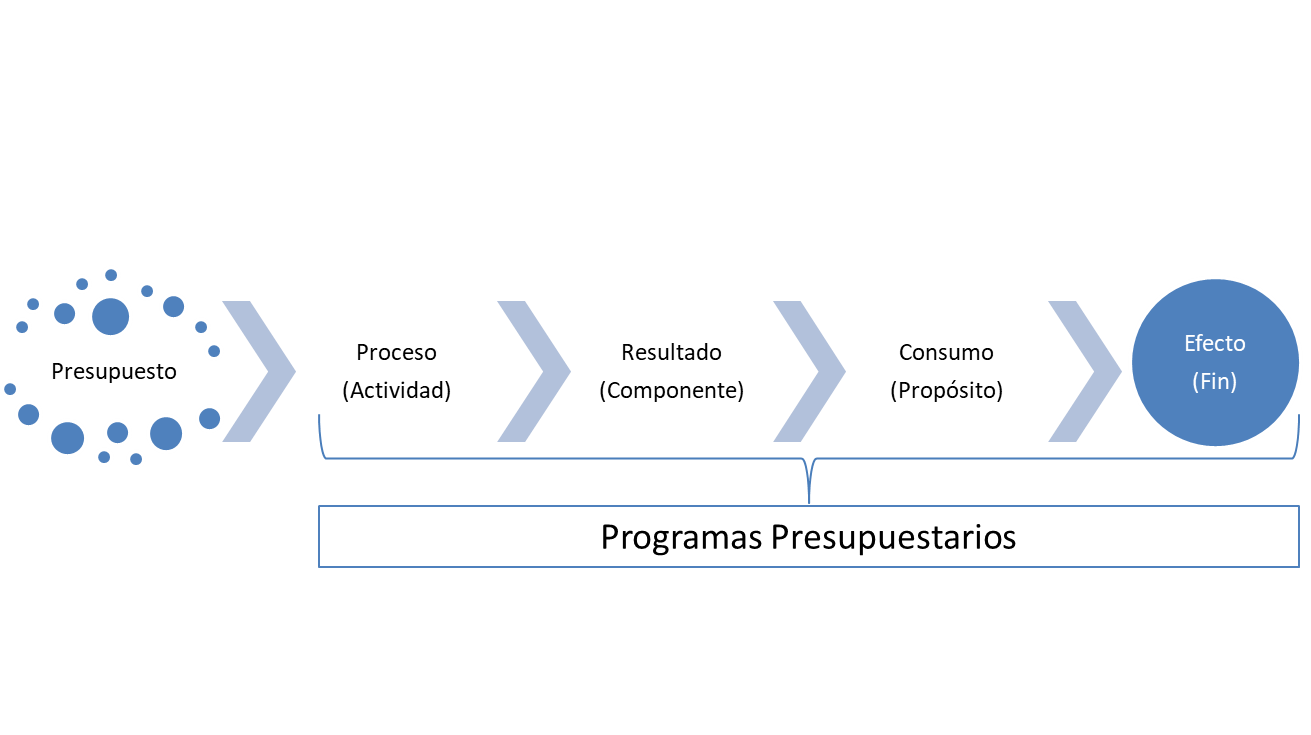 Presupuesto
Proceso
(Actividad)
Resultado
(Componente)
Consumo
(Propósito)
Efecto
(Fin)
Programas Presupuestarios